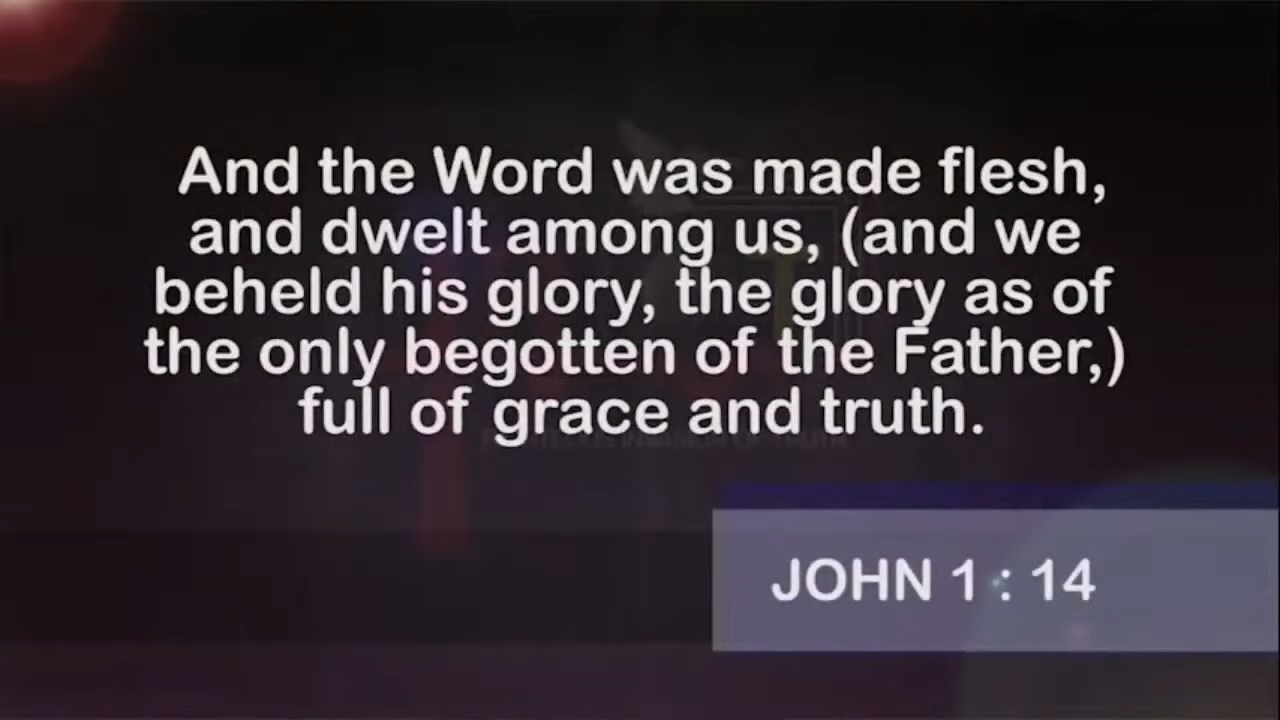 And the Word was made flesh,
and dwelt among us, (and we
beheld his glory, the glory as of
the only begotten of the Father,)
full of grace and truth.
JOHN 1 : 14